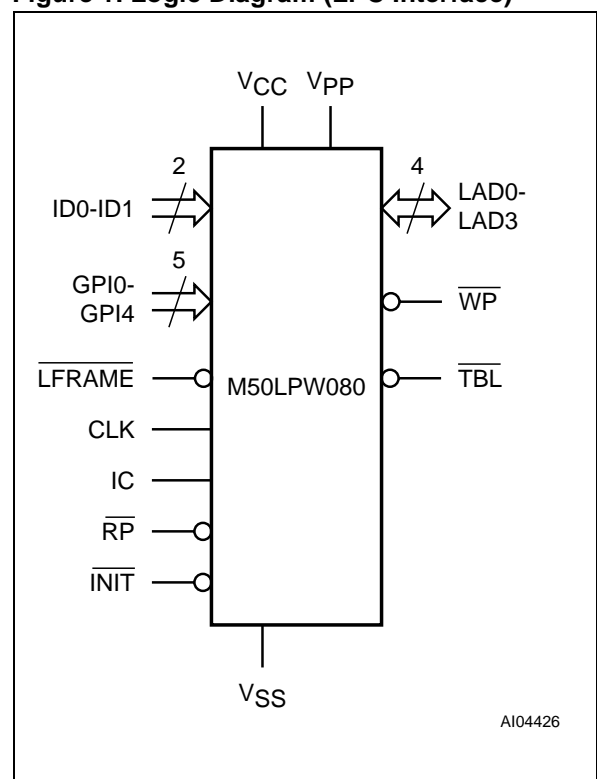 Figure 1. Logic Diagram (LPC Interface)
VCC VPP
2
ID0-ID1
4
LAD0-
LAD3
5
GPI0-
GPI4
WP
LFRAME
M50LPW080
TBL
CLK
IC
RP
INIT
VSS
AI04426